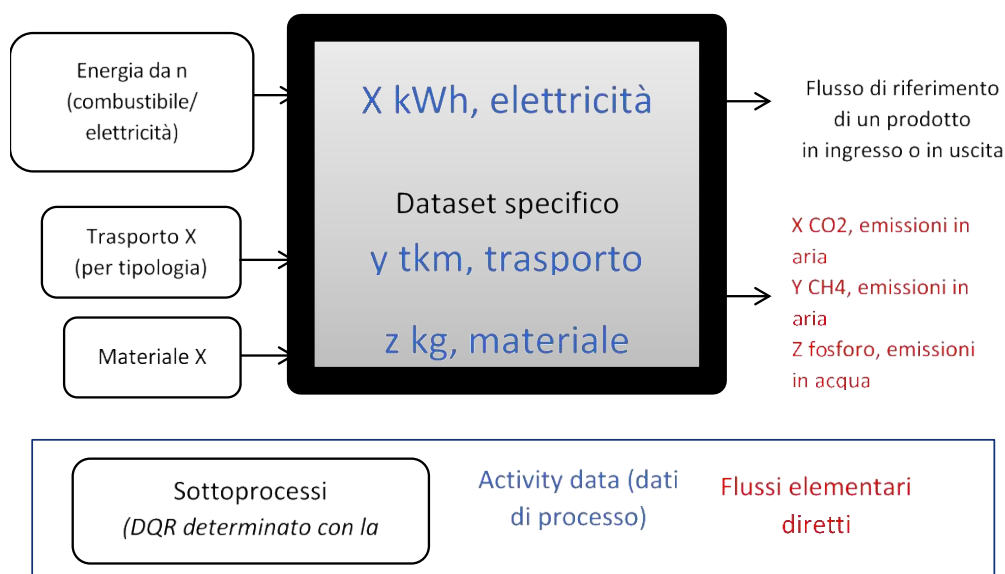 Energia da n
(combustibile/
elettricità)
Trasporto X
(per tipologia)
Materiale X
X kWh, elettricità
Dataset specifico
y tkm, trasporto
z kg, materiale
Flusso di riferimento
di un prodotto
in ingresso o in uscita
X CO2, emissioni in
aria
Y CH4, emissioni in
aria
Z fosforo, emissioni
in acqua
Sottoprocessi
(DQR determinato con la
Activity data (dati
di processo)
Flussi elementari
diretti